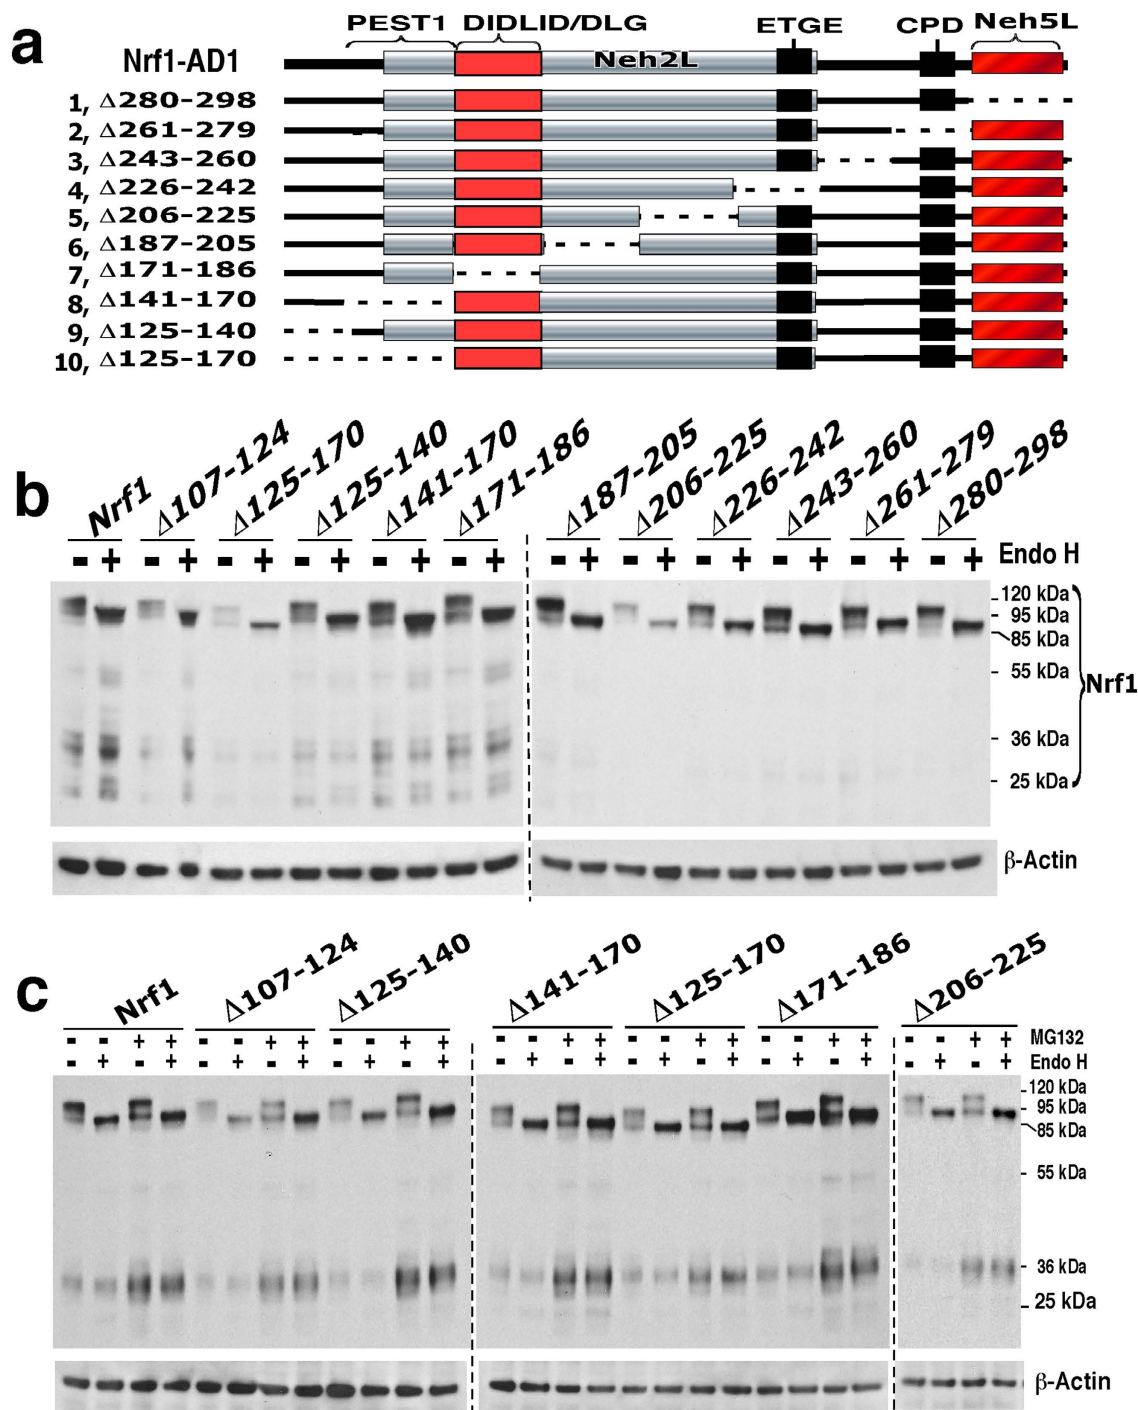 a
PEST1 DIDLID/DLG ETGE CPD Neh5L
Nrf1-AD1 Neh2L
1, Δ280-298
2, Δ261-279
3, Δ243-260
4, Δ226-242
5, Δ206-225
6, Δ187-205
7, Δ171-186
8, Δ141-170
9, Δ125-140
10, Δ125-170
b
Nrf1 Δ107-124 Δ125-170 Δ125-140 Δ141-170 Δ171-186 Δ187-205 Δ206-225 Δ226-242 Δ243-260 Δ261-279 Δ280-298
- + - + - + - + - + - + - + - + - + - + - + - + Endo H
120 kDa
95 kDa
85 kDa
55 kDa
Nrf1
36 kDa
25 kDa
β-Actin
c
Nrf1 Δ107-124 Δ125-140 Δ141-170 Δ125-170 Δ171-186 Δ206-225
- - + + - - + + - - + + - - + + - - + + - - + + - - + + MG132
- + - + - + - + - + - + - + - + - + - + - + - + - + - + Endo H
120 kDa
95 kDa
85 kDa
55 kDa
36 kDa
25 kDa
β-Actin